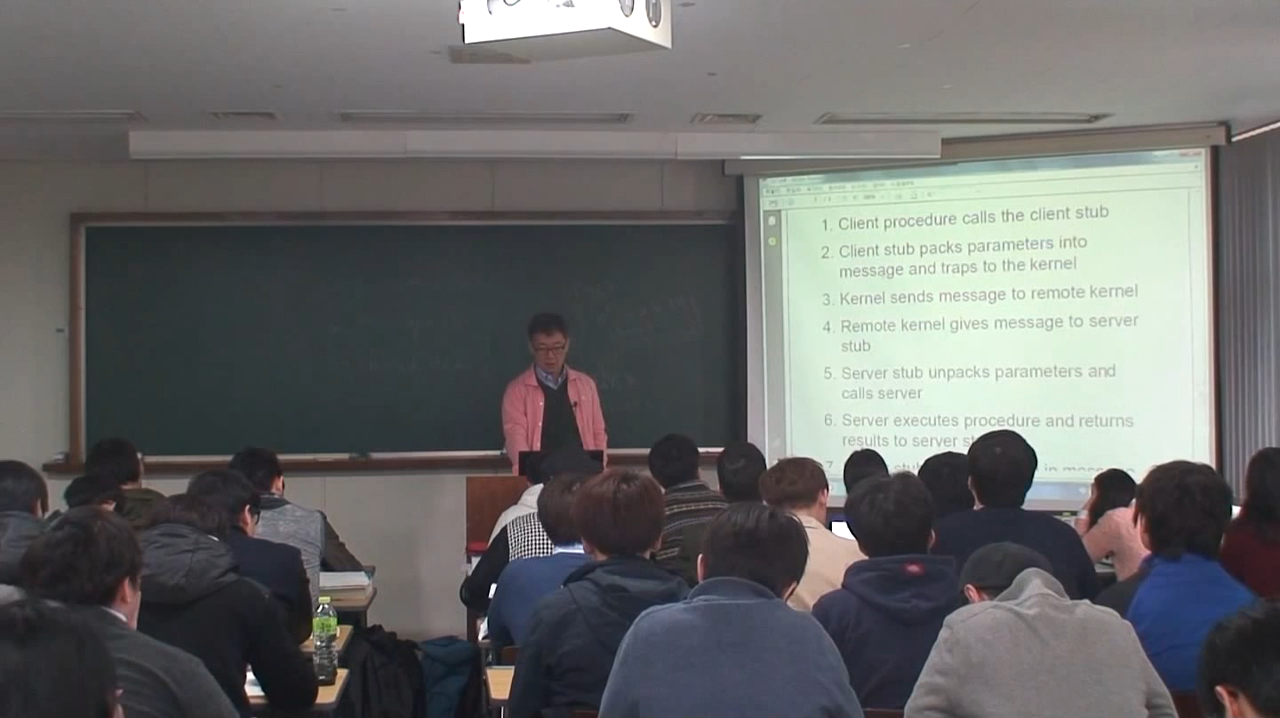 1. Client procedure calls the client stub
2. Client stub packs parameters into
message and traps to the kernel
3. Kernel sends message to remote kernel
4. Remote kernel gives message to server
stub
5. Server stub unpacks parameters and
calls server
6. Server executes procedure and returns
results to server
7